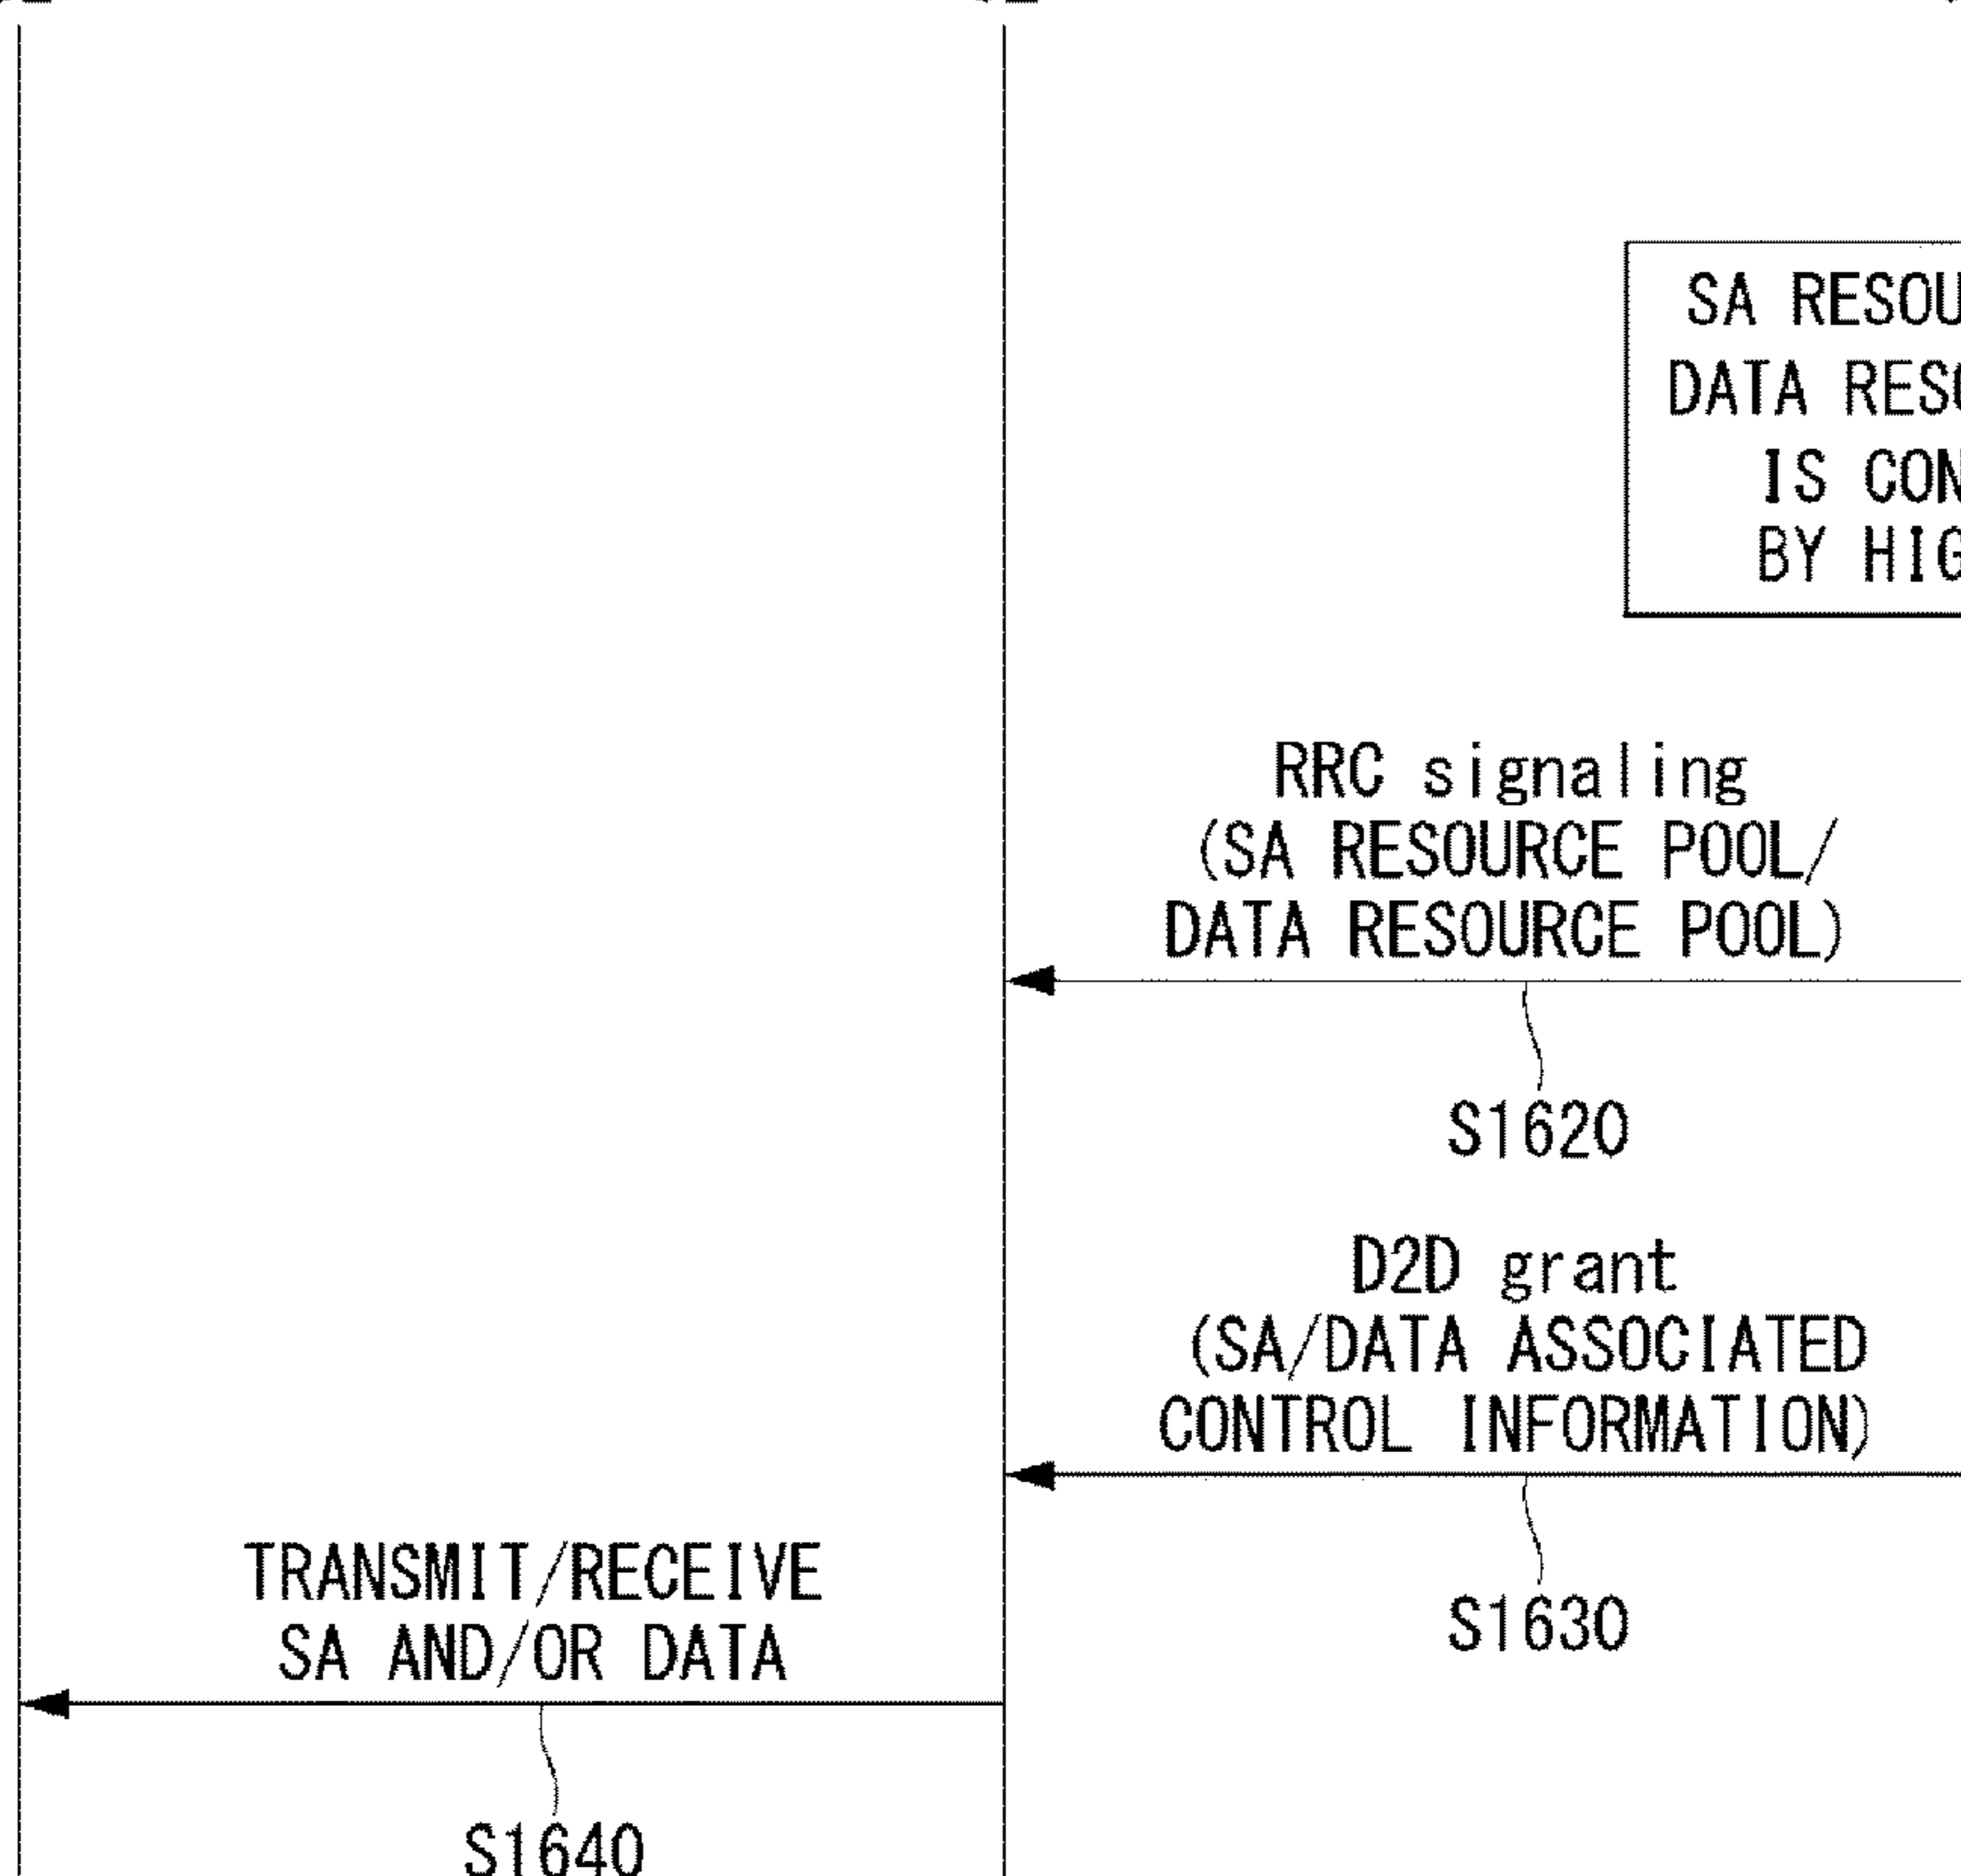 SA RESOU
DATA RESO
IS CON
BY HIG
RRC signaling
(SA RESOURCE POOL/
DATA RESOURCE POOL)
S1620
D2D grant
(SA/DATA ASSOCIATED
CONTROL INFORMATION)
S1630
TRANSMIT/RECEIVE
SA AND/OR DATA
S1640